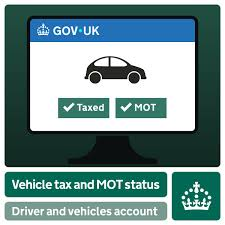 GOV•UK
Taxed
MOT
Vehicle tax and MOT status
Driver and vehicles account